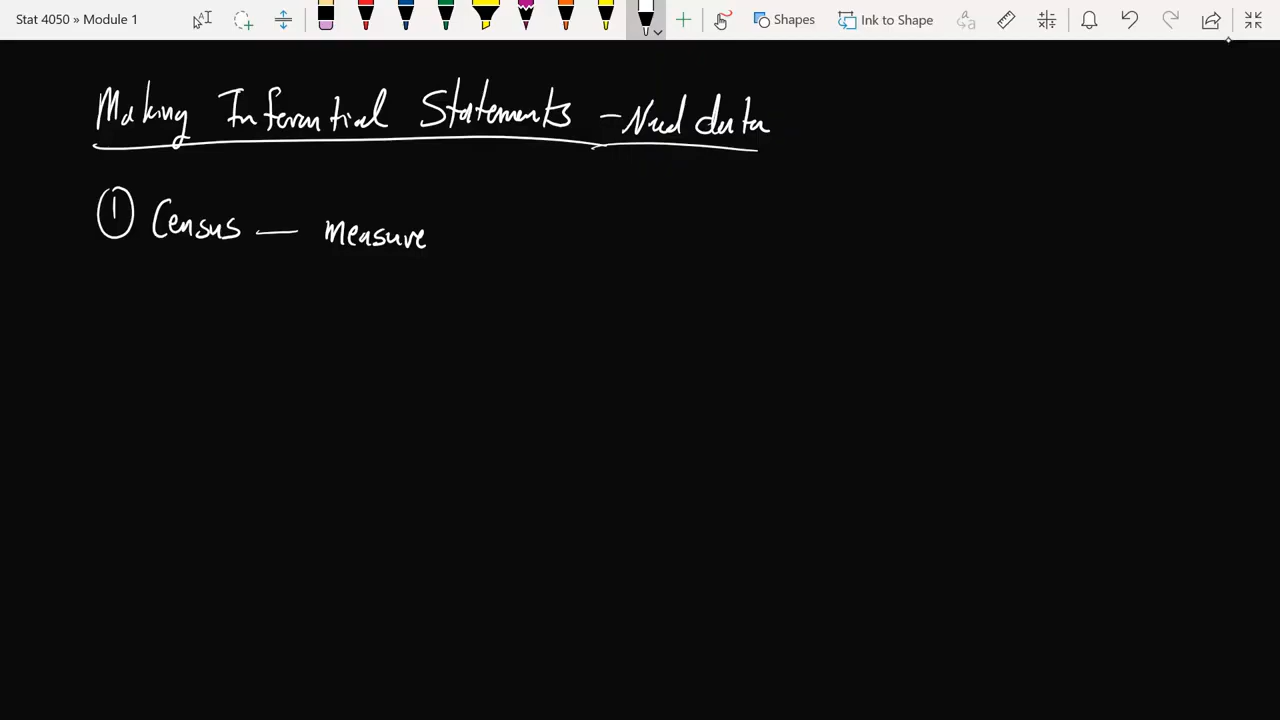 Stat 4050 » Module 1
Shapes
Ink to Shape
Making Inferential Statements - Need data
① Census — measure